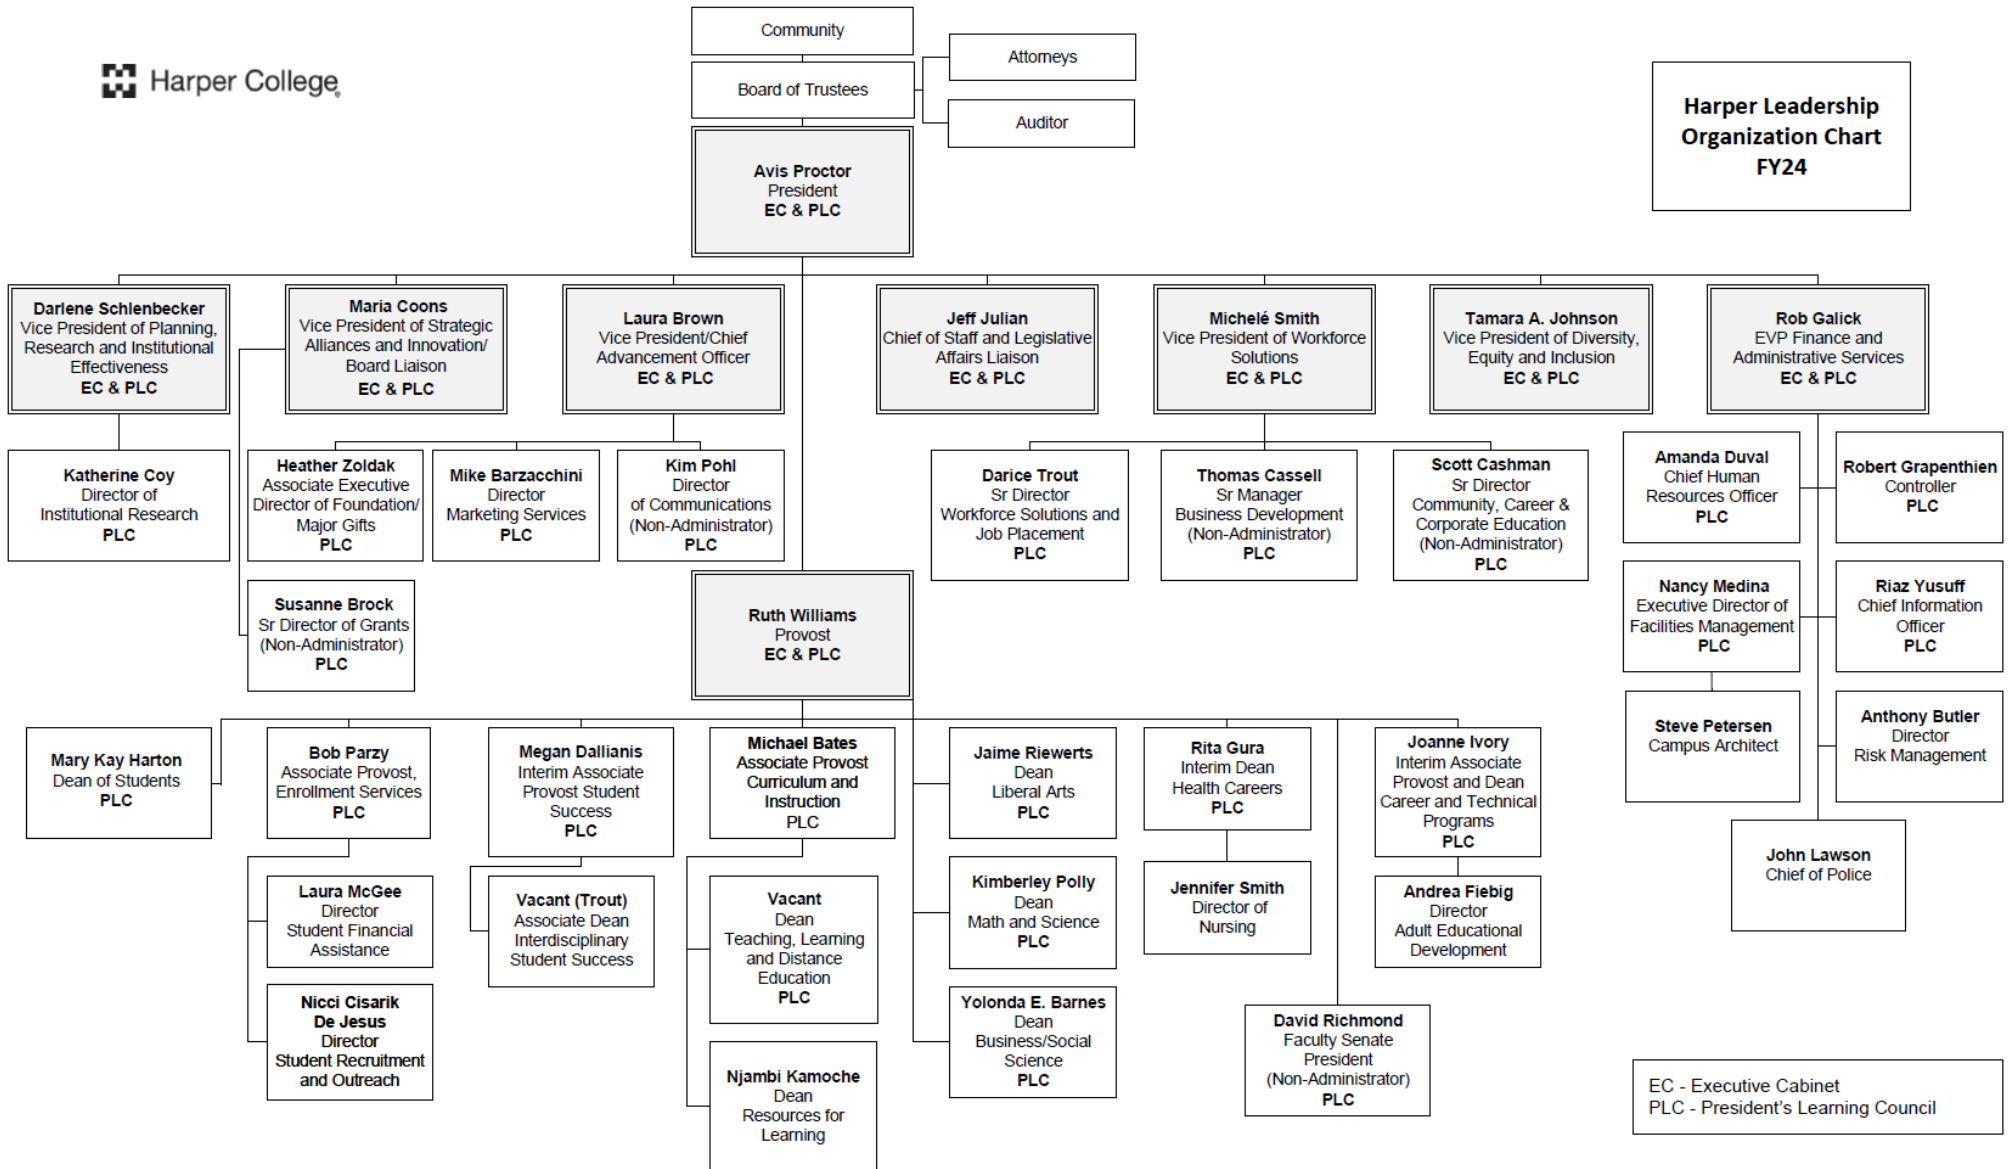 Harper College
Community
Board of Trustees
Attorneys
Auditor
Harper Leadership
Organization Chart
FY24
Avis Proctor
President
EC & PLC
Darlene Schlenbecker
Vice President of Planning,
Research and Institutional
Effectiveness
EC & PLC
Maria Coons
Vice President of Strategic
Alliances and Innovation/
Board Liaison
EC & PLC
Laura Brown
Vice President/Chief
Advancement Officer
EC & PLC
Jeff Julian
Chief of Staff and Legislative
Affairs Liaison
EC & PLC
Michelé Smith
Vice President of Workforce
Solutions
EC & PLC
Tamara A. Johnson
Vice President of Diversity,
Equity and Inclusion
EC & PLC
Rob Galick
EVP Finance and
Administrative Services
EC & PLC
Katherine Coy
Director of
Institutional Research
PLC
Heather Zoldak
Associate Executive
Director of Foundation/
Major Gifts
PLC
Mike Barzacchini
Director
Marketing Services
PLC
Kim Pohl
Director
of Communications
(Non-Administrator)
PLC
Darice Trout
Sr Director
Workforce Solutions and
Job Placement
PLC
Thomas Cassell
Sr Manager
Business Development
(Non-Administrator)
PLC
Scott Cashman
Sr Director
Community, Career &
Corporate Education
(Non-Administrator)
PLC
Amanda Duval
Chief Human
Resources Officer
PLC
Robert Grapenthien
Controller
PLC
Susanne Brock
Sr Director of Grants
(Non-Administrator)
PLC
Ruth Williams
Provost
EC & PLC
Nancy Medina
Executive Director of
Facilities Management
PLC
Riaz Yusuff
Chief Information
Officer
PLC
Steve Petersen
Campus Architect
Anthony Butler
Director
Risk Management
John Lawson
Chief of Police
Mary Kay Harton
Dean of Students
PLC
Bob Parzy
Associate Provost,
Enrollment Services
PLC
Megan Dallianis
Interim Associate
Provost Student
Success
PLC
Michael Bates
Associate Provost
Curriculum and
Instruction
PLC
Jaime Riewerts
Dean
Liberal Arts
PLC
Rita Gura
Interim Dean
Health Careers
PLC
Joanne Ivory
Interim Associate
Provost and Dean
Career and Technical
Programs
PLC
Laura McGee
Director
Student Financial
Assistance
Vacant (Trout)
Associate Dean
Interdisciplinary
Student Success
Vacant
Dean
Teaching, Learning
and Distance
Education
PLC
Kimberley Polly
Dean
Math and Science
PLC
Jennifer Smith
Director of
Nursing
Andrea Fiebig
Director
Adult Educational
Development
Nicci Cisarik
De Jesus
Director
Student Recruitment
and Outreach
Njambi Kamoche
Dean
Resources for
Learning
Yolonda E. Barnes
Dean
Business/Social
Science
PLC
David Richmond
Faculty Senate
President
(Non-Administrator)
PLC
EC - Executive Cabinet
PLC - President's Learning Council